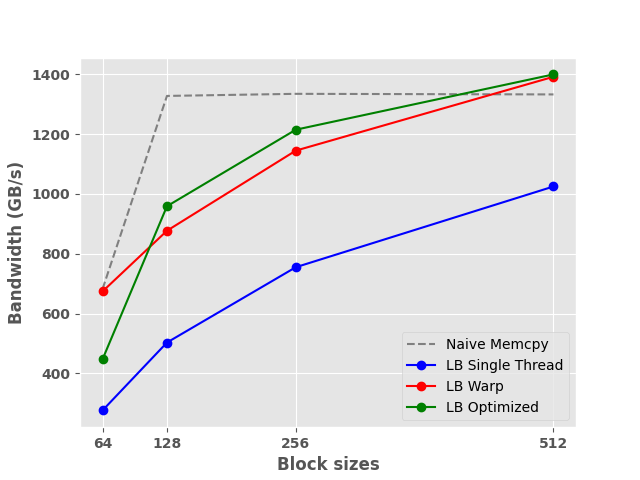 1400
1200
1000
800
600
400
Bandwidth (GB/s)
Naive Memcpy
LB Single Thread
LB Warp
LB Optimized
64 128 256 512
Block sizes